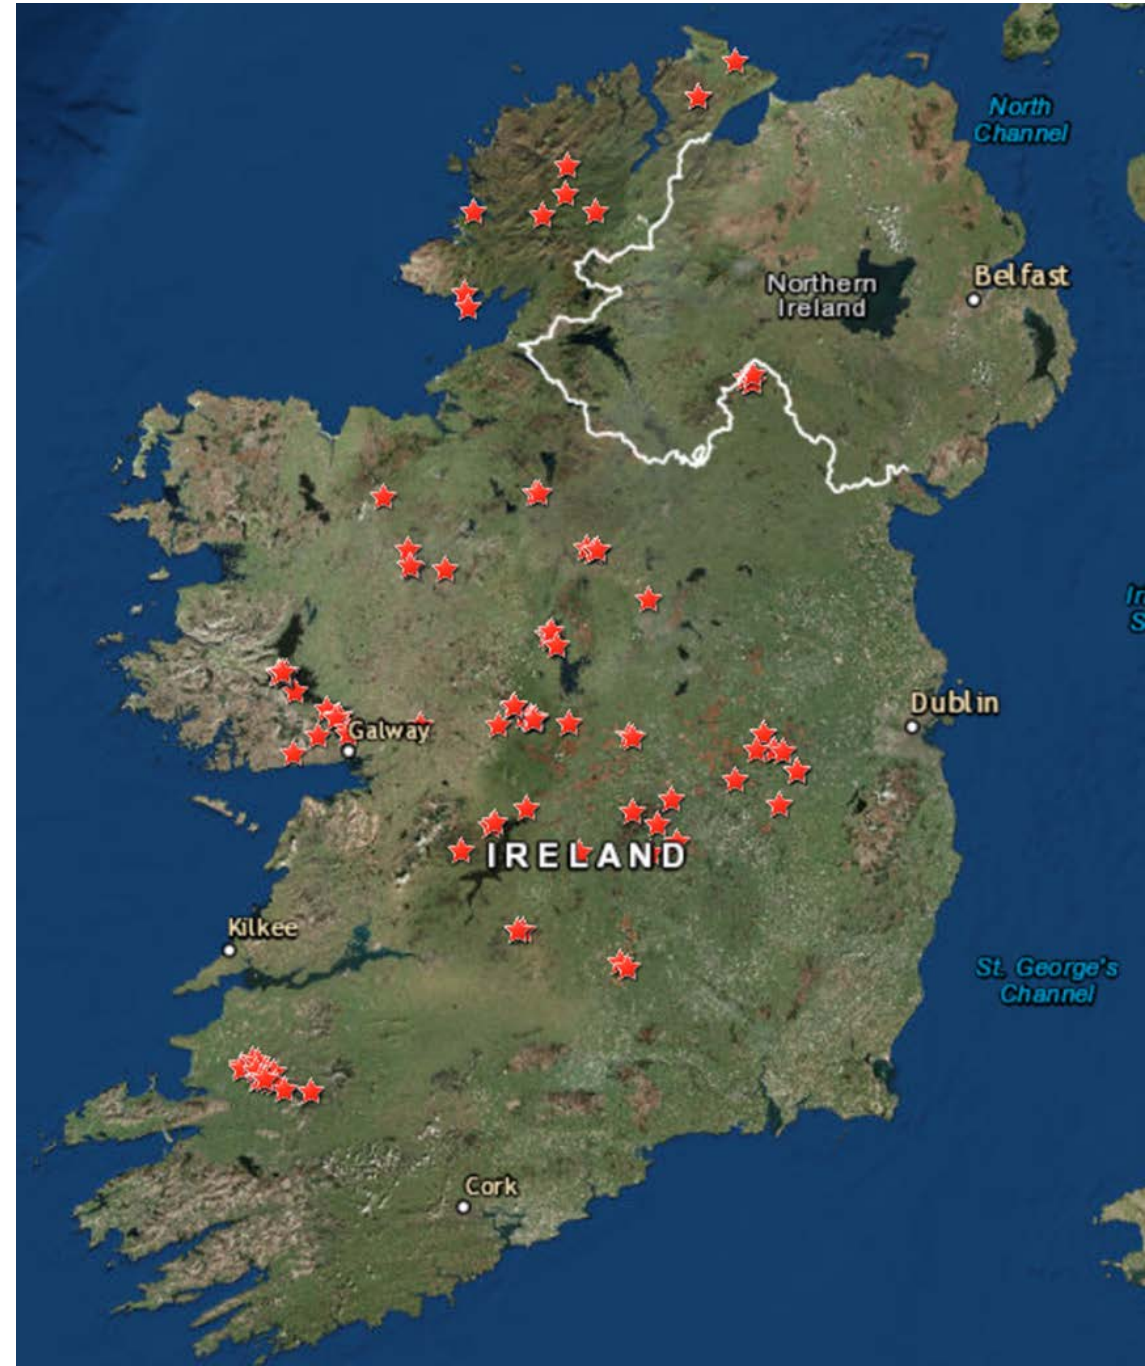 North
Channel
Belfast
Northern
Ireland
Dublin
Galway
IRELAND
Kilkee
St. George's
Channel
Cork